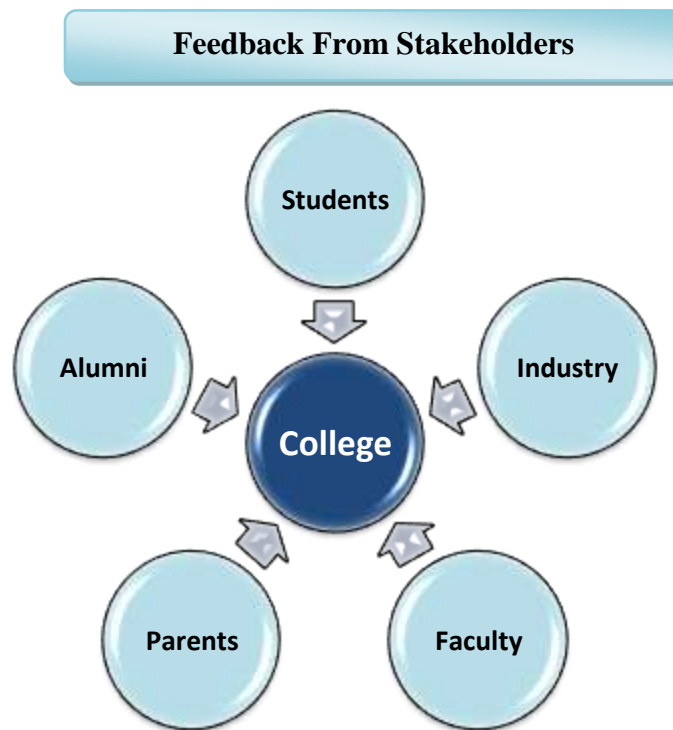 Feedback From Stakeholders
Students
Alumni
Industry
College
Parents
Faculty